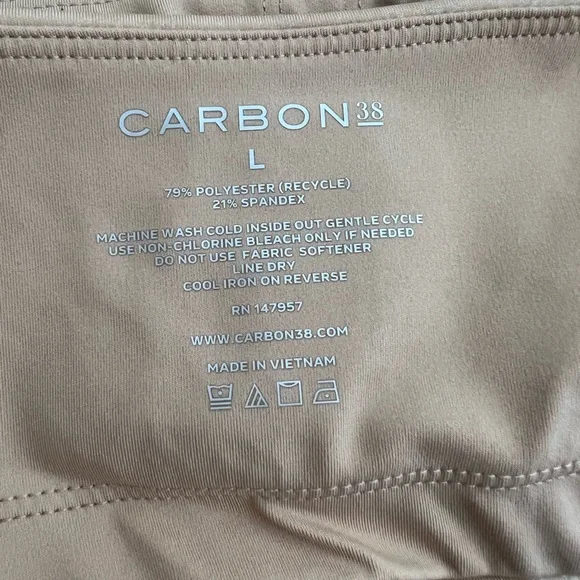 CARBON38
L
79% POLYESTER (RECYCLE)
21% SPANDEX
MACHINE WASH COLD INSIDE OUT GENTLE CYCLE
USE NON-CHLORINE BLEACH ONLY IF NEEDED
DO NOT USE FABRIC SOFTENER
LINE DRY
COOL IRON ON REVERSE
RN 147957
WWW.CARBON38.COM
MADE IN VIETNAM